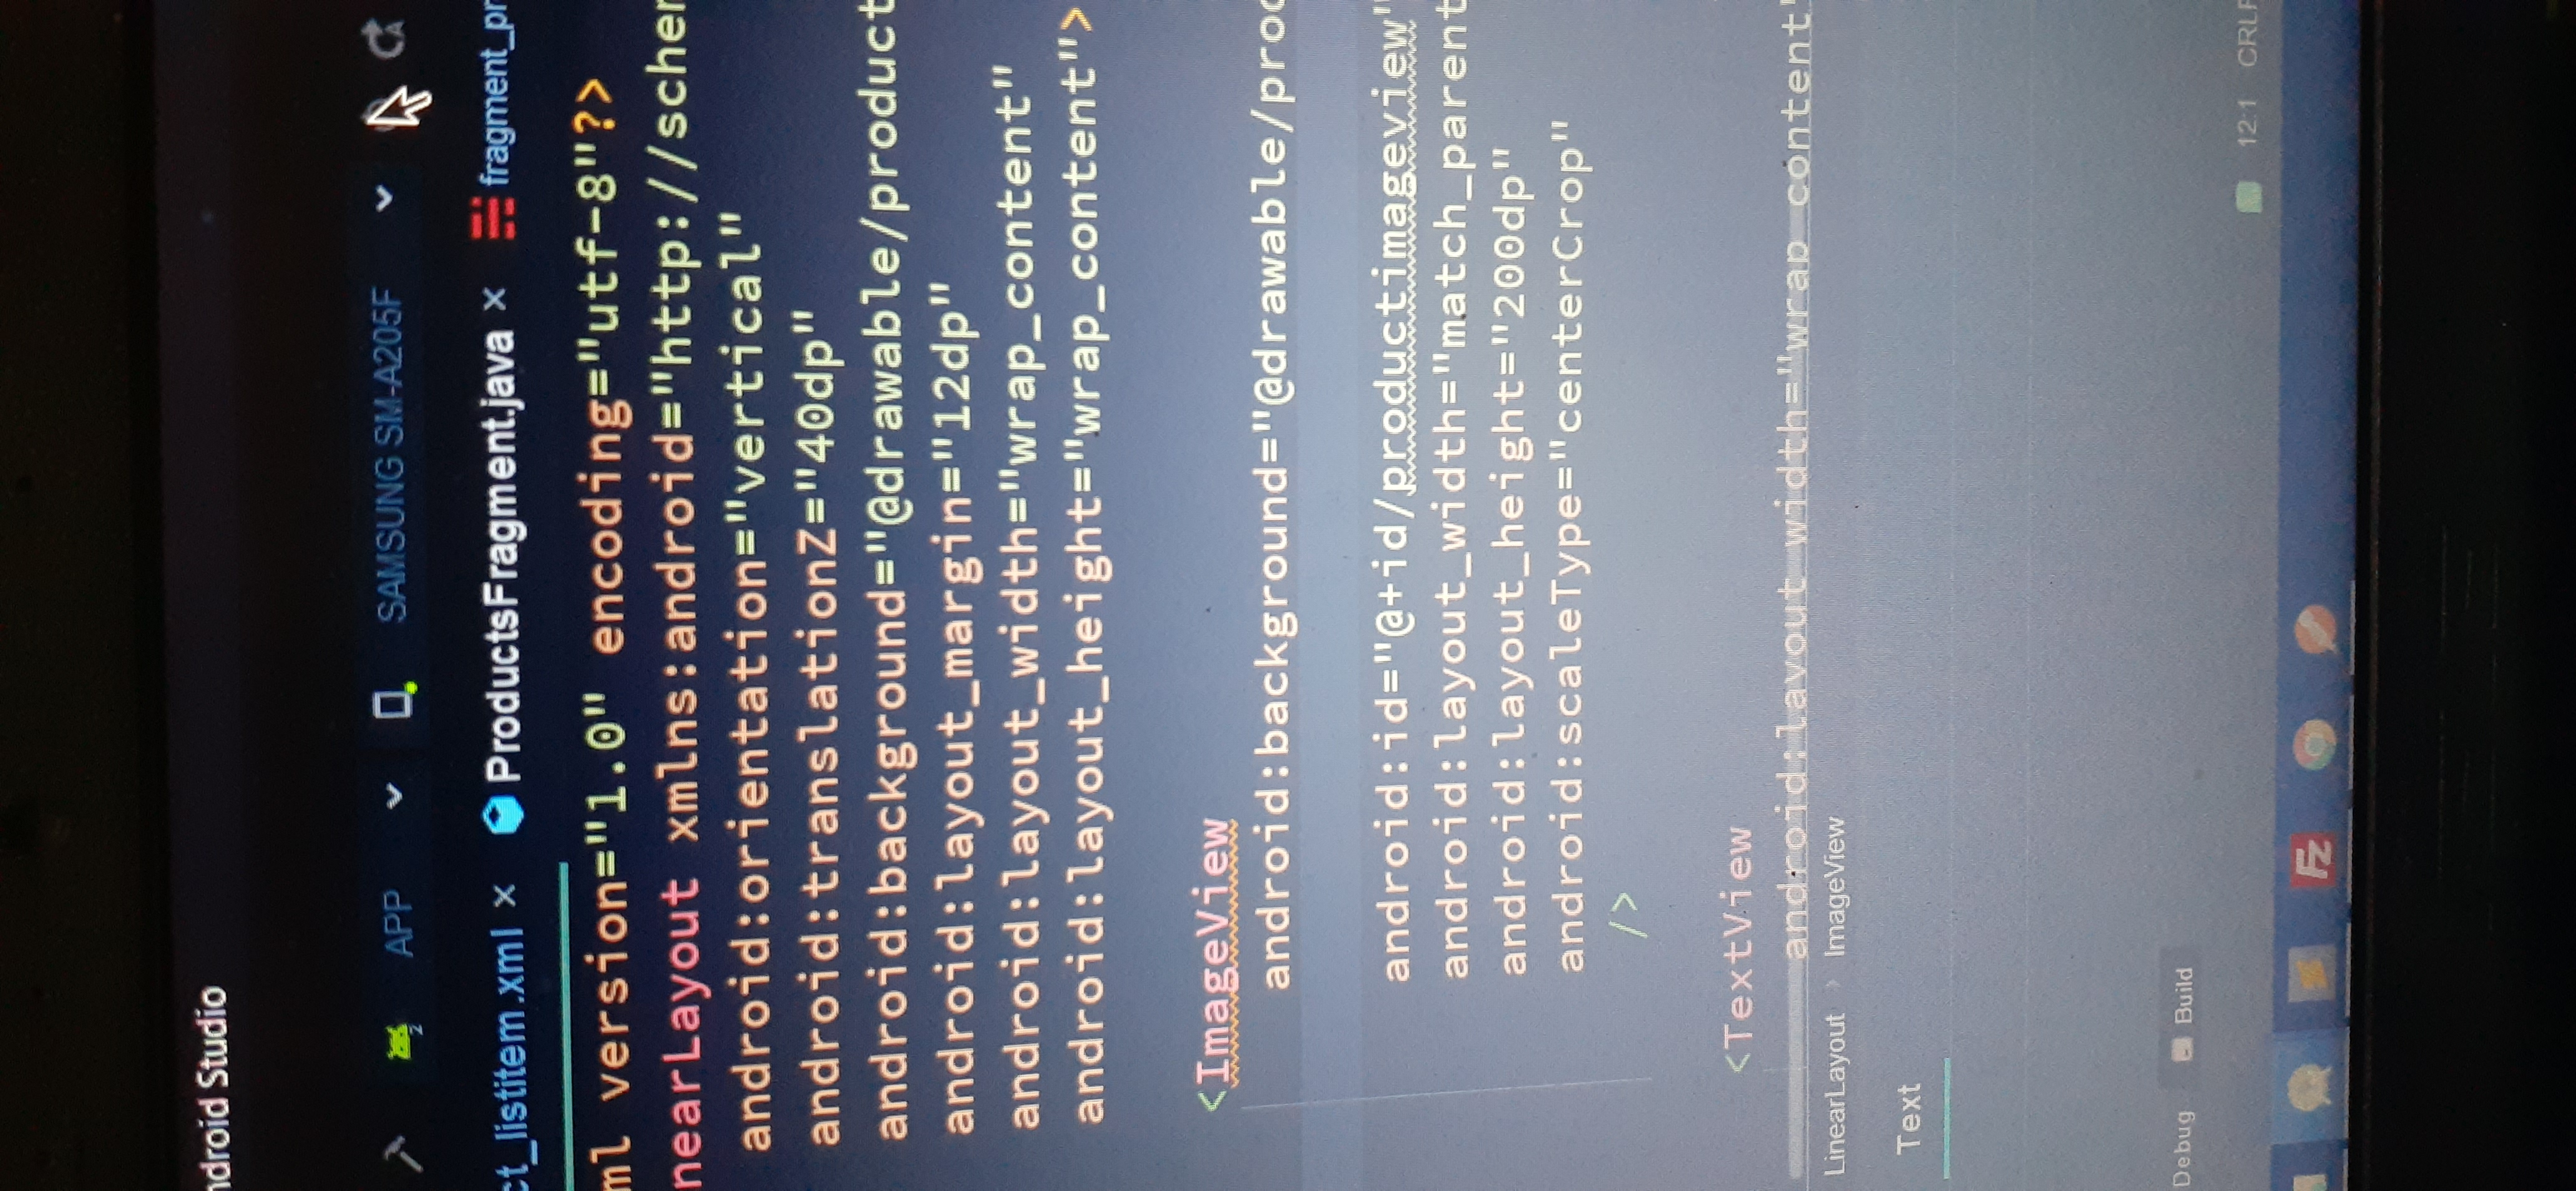 ndroid Studio
APP SAMSUNG SM-A205F
ct_listitem.xml × ProductsFragment.java × fragment_pr
ml version="1.0" encoding="utf-8"?>
nearLayout xmlns:android="http://schem
android:orientation="vertical"
android:translationZ="40dp"
android:background="@drawable/product
android:layout_margin="12dp"
android:layout_width="wrap_content"
android:layout_height="wrap_content">
<ImageView
android:background="@drawable/prod
android:id="@+id/productimageview"
android:layout_width="match_parent
android:layout_height="200dp"
android:scaleType="centerCrop"
/>
<TextView
android:layout_width="wrap_content"
LinearLayout > ImageView
Text
Debug Build
12:1 CRLF
Fz